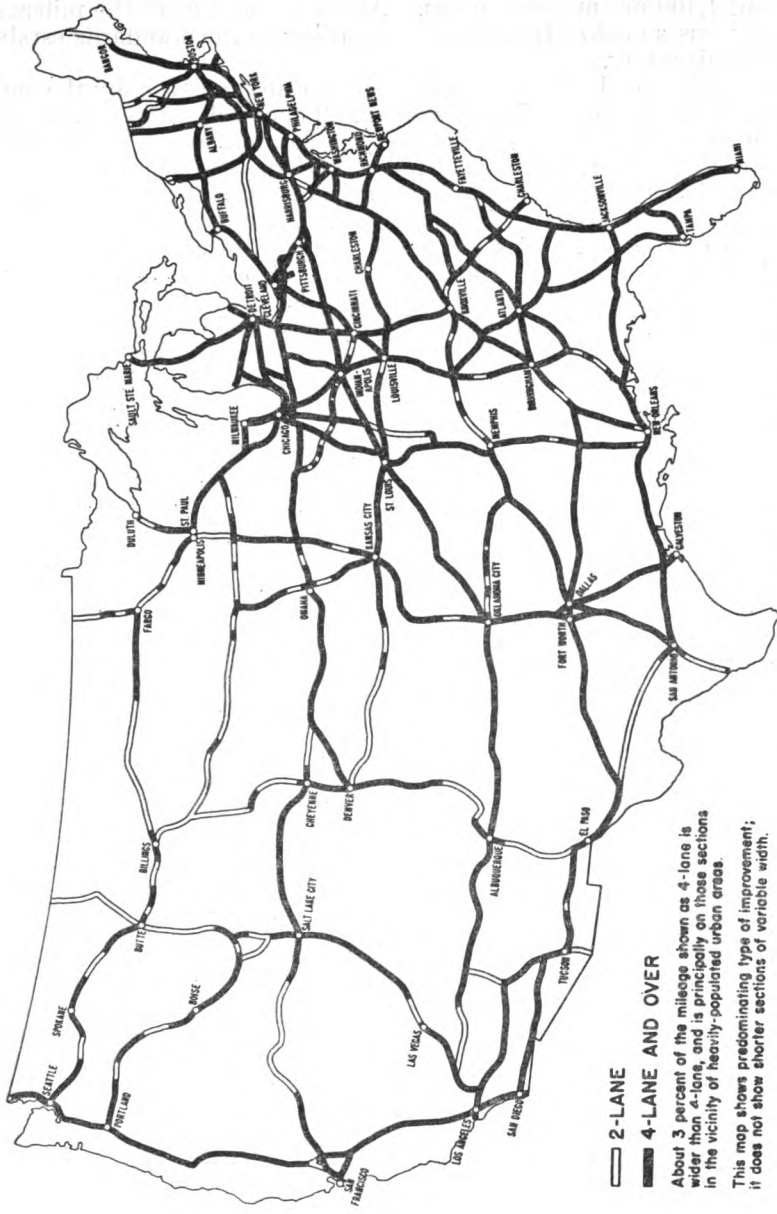 SEATTLE
SPOKANE
PORTLAND
BUTTE
BOISE
BILLINGS
FARGO
DULUTH
MINNEAPOLIS
ST PAUL
SAULT STE MARIE
MILWAUKEE
CHICAGO
DETROIT
CLEVELAND
BUFFALO
ALBANY
BANGOR
BOSTON
NEW YORK
PHILADELPHIA
HARRISBURG
PITTSBURGH
WASHINGTON
RICHMOND
NEWPORT NEWS
SAN
FRANCISCO
SALT LAKE CITY
CHEYENNE
DENVER
OMAHA
KANSAS CITY
ST LOUIS
INDIAN-
APOLIS
CINCINNATI
LOUISVILLE
CHARLESTON
LAS VEGAS
LOS ANGELES
SAN DIEGO
ALBUQUERQUE
OKLAHOMA CITY
MEMPHIS
KNOXVILLE
FAYETTEVILLE
CHARLESTON
ATLANTA
BIRMINGHAM
TUCSON
EL PASO
FORT WORTH
DALLAS
SAN ANTONIO
GALVESTON
NEW ORLEANS
JACKSONVILLE
TAMPA
MIAMI
2-LANE
4-LANE AND OVER
About 3 percent of the mileage shown as 4-lane is
wider than 4-lane, and is principally on those sections
in the vicinity of heavily-populated urban areas.
This map shows predominating type of improvement;
it does not show shorter sections of variable width.